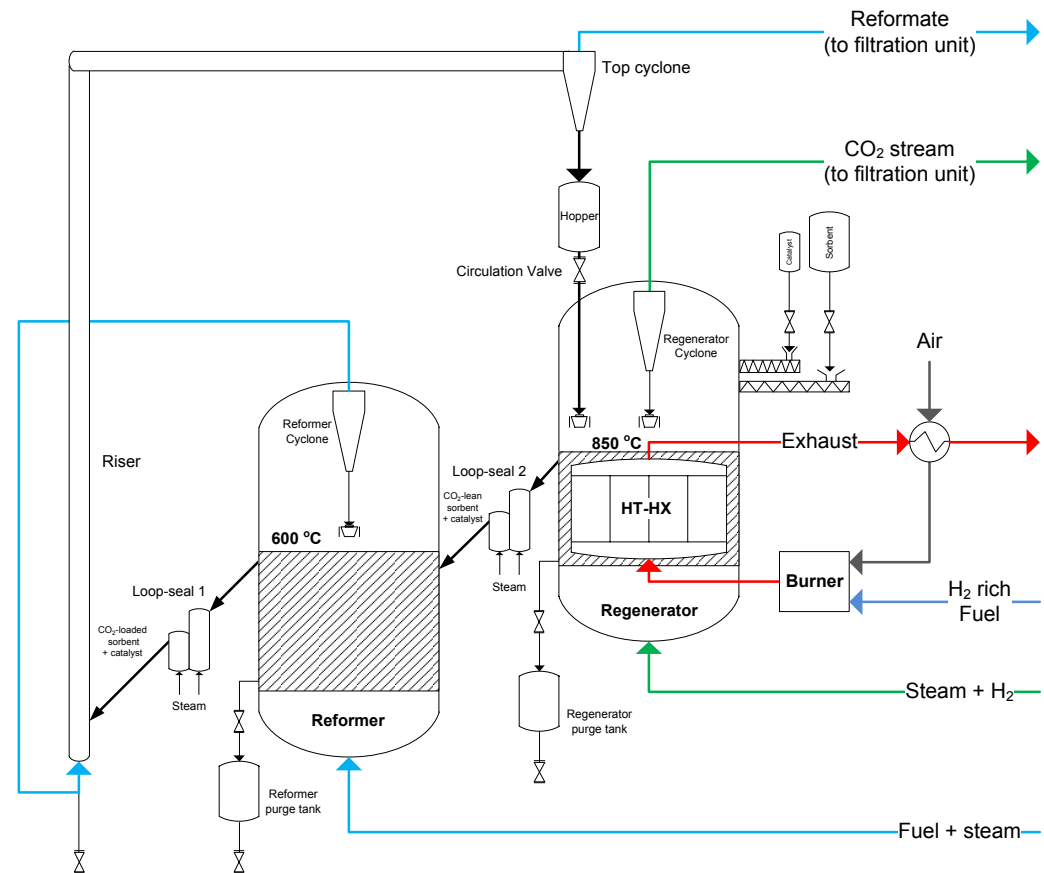 Reformate
(to filtration unit)
Top cyclone
CO₂ stream
(to filtration unit)
Hopper
Catalyst
Sorbent
Circulation Valve
Regenerator
Cyclone
Air
Reformer
Cyclone
850 °C
Exhaust
Riser
Loop-seal 2
CO₂-lean
sorbent
+ catalyst
HT-HX
600 °C
Steam
Burner
H₂ rich
Fuel
Loop-seal 1
Regenerator
CO₂-loaded
sorbent
+ catalyst
Steam
Steam + H₂
Reformer
Regenerator
purge tank
Reformer
purge tank
Fuel + steam